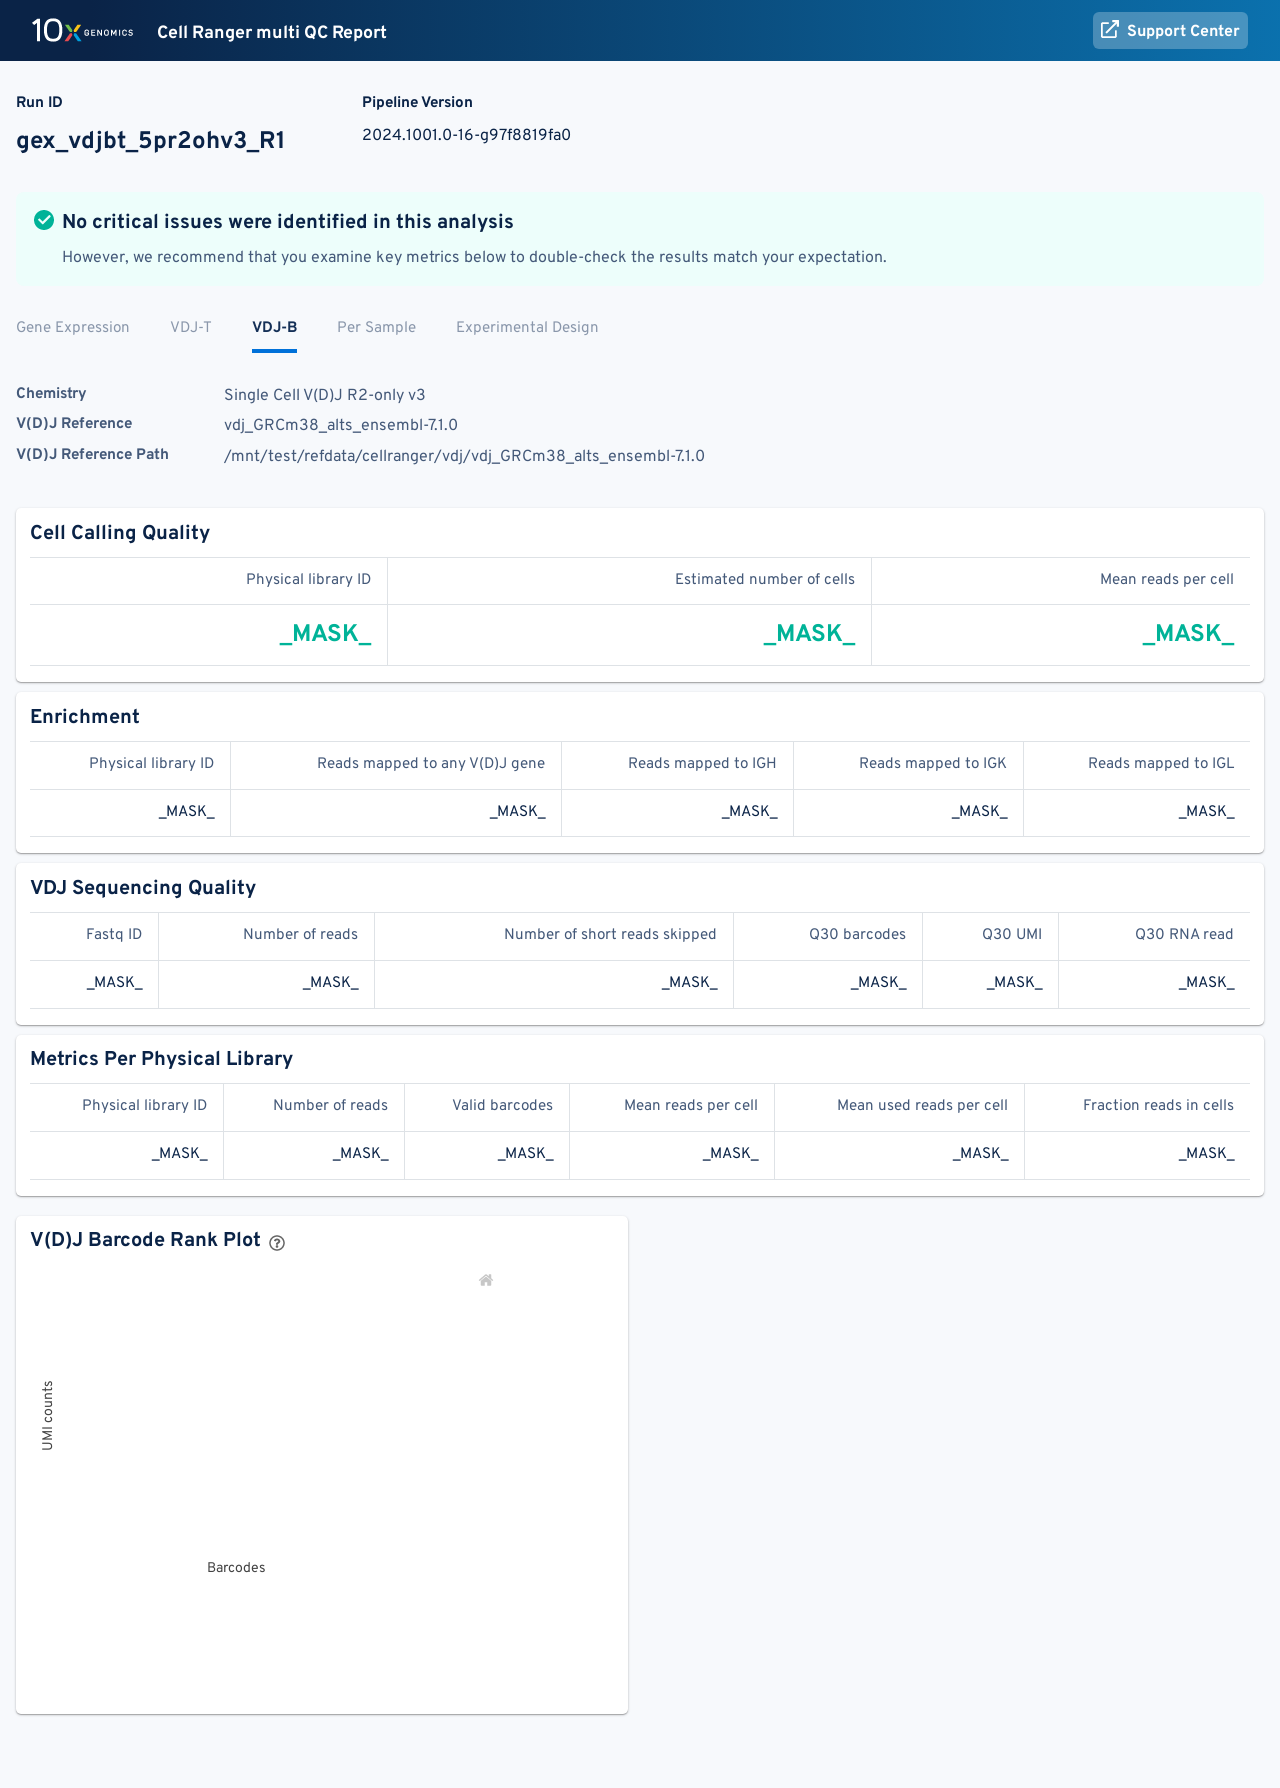 10x GENOMICS Cell Ranger multi QC Report Support Center
Run ID Pipeline Version
gex_vdjbt_5pr2ohv3_R1 2024.1001.0-16-g97f8819fa0
No critical issues were identified in this analysis
However, we recommend that you examine key metrics below to double-check the results match your expectation.
Gene Expression VDJ-T VDJ-B Per Sample Experimental Design
Chemistry Single Cell V(D)J R2-only v3
V(D)J Reference vdj_GRCm38_alts_ensembl-7.1.0
V(D)J Reference Path /mnt/test/refdata/cellranger/vdj/vdj_GRCm38_alts_ensembl-7.1.0
Cell Calling Quality
Physical library ID Estimated number of cells Mean reads per cell
_MASK_ _MASK_ _MASK_
Enrichment
Physical library ID Reads mapped to any V(D)J gene Reads mapped to IGH Reads mapped to IGK Reads mapped to IGL
_MASK_ _MASK_ _MASK_ _MASK_ _MASK_
VDJ Sequencing Quality
Fastq ID Number of reads Number of short reads skipped Q30 barcodes Q30 UMI Q30 RNA read
_MASK_ _MASK_ _MASK_ _MASK_ _MASK_ _MASK_
Metrics Per Physical Library
Physical library ID Number of reads Valid barcodes Mean reads per cell Mean used reads per cell Fraction reads in cells
_MASK_ _MASK_ _MASK_ _MASK_ _MASK_ _MASK_
V(D)J Barcode Rank Plot
UMI counts
Barcodes